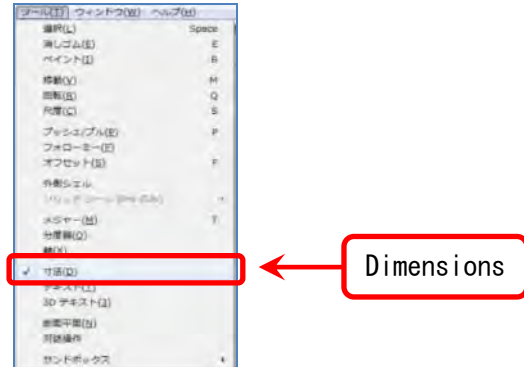 ツール(T) ウィンドウ(W) ヘルプ(H)
選択(L) Space
消しゴム(E) E
ペイント(I) B
移動(V) M
回転(R) Q
尺度(C) S
プッシュ/プル(P) P
フォローミー(F)
オフセット(S) F
外側シェル
メジャー(M) T
分度器(O)
軸(X)
✓ 寸法(D)
Dimensions
テキスト(T)
3D テキスト(3)
断面平面(N)
対話操作
サンドボックス